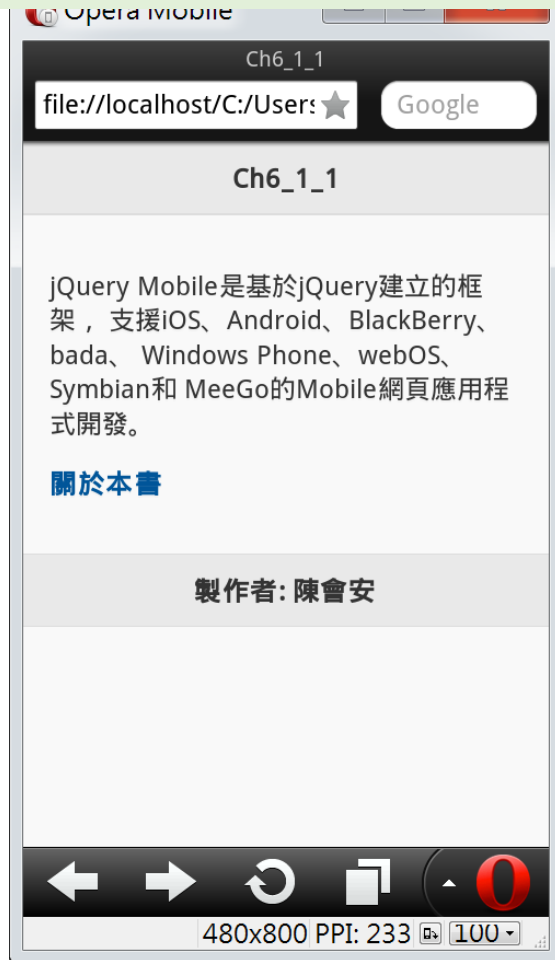 Opera Mobile
Ch6_1_1
file://localhost/C:/Users
Google
Ch6_1_1
jQuery Mobile是基於jQuery建立的框
架， 支援iOS、Android、BlackBerry、
bada、 Windows Phone、webOS、
Symbian和 MeeGo的Mobile網頁應用程
式開發。
關於本書
製作者: 陳會安
480x800 PPI: 233 100